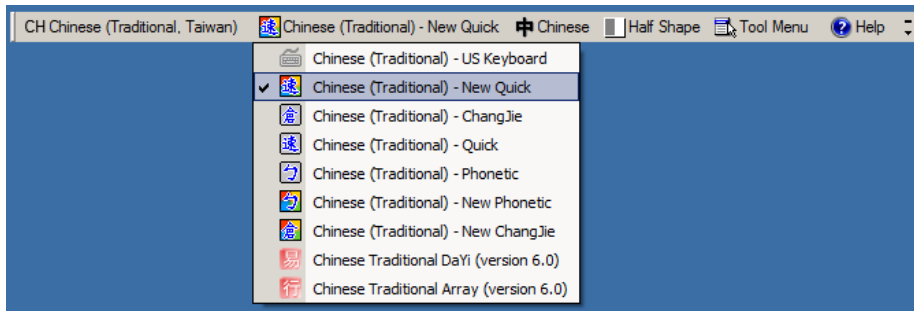 CH Chinese (Traditional, Taiwan) 速 Chinese (Traditional) - New Quick 中 Chinese Half Shape Tool Menu ? Help
Chinese (Traditional) - US Keyboard
速 Chinese (Traditional) - New Quick
倉 Chinese (Traditional) - ChangJie
速 Chinese (Traditional) - Quick
ㄅ Chinese (Traditional) - Phonetic
ㄅ Chinese (Traditional) - New Phonetic
倉 Chinese (Traditional) - New ChangJie
易 Chinese Traditional DaYi (version 6.0)
行 Chinese Traditional Array (version 6.0)